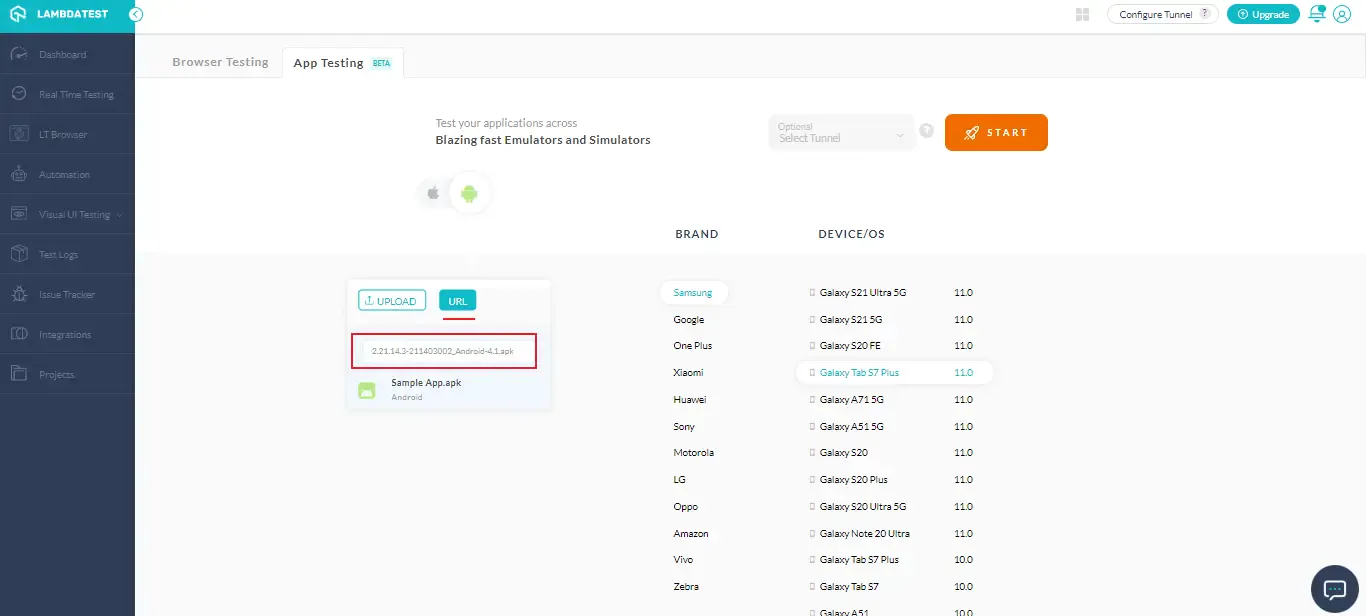 LAMBDATEST
Configure Tunnel ?
Upgrade
Dashboard
Real Time Testing
LT Browser
Automation
Visual UI Testing
Test Logs
Issue Tracker
Integrations
Projects
Browser Testing
App Testing BETA
Test your applications across
Blazing fast Emulators and Simulators
Optional
Select Tunnel
?
START
BRAND
DEVICE/OS
UPLOAD
URL
2.21.14.3-211403002_Android-4.1.apk
Sample App.apk
Android
Samsung
Google
One Plus
Xiaomi
Huawei
Sony
Motorola
LG
Oppo
Amazon
Vivo
Zebra
Galaxy S21 Ultra 5G 11.0
Galaxy S21 5G 11.0
Galaxy S20 FE 11.0
Galaxy Tab S7 Plus 11.0
Galaxy A71 5G 11.0
Galaxy A51 5G 11.0
Galaxy S20 11.0
Galaxy S20 Plus 11.0
Galaxy S20 Ultra 5G 11.0
Galaxy Note 20 Ultra 11.0
Galaxy Tab S7 Plus 10.0
Galaxy Tab S7 10.0
Galaxy A51 10.0